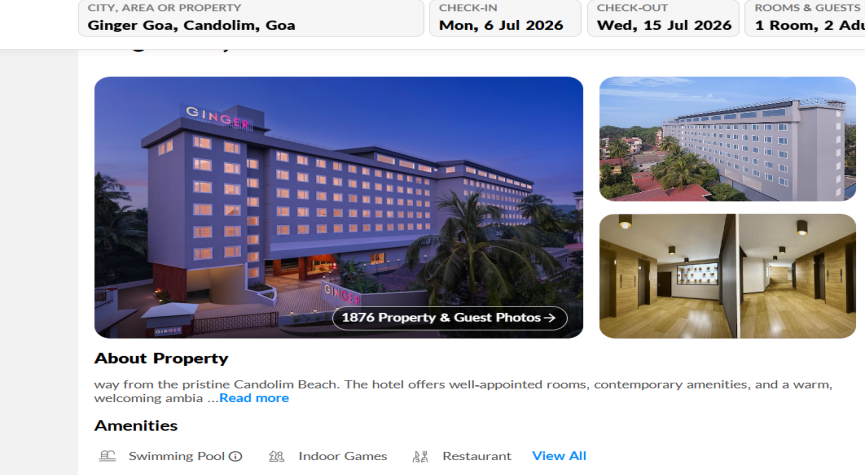 CITY, AREA OR PROPERTY
Ginger Goa, Candolim, Goa
CHECK-IN
Mon, 6 Jul 2026
CHECK-OUT
Wed, 15 Jul 2026
ROOMS & GUESTS
1 Room, 2 Adu
GINGER
GINGER
GINGER
1876 Property & Guest Photos →
About Property
way from the pristine Candolim Beach. The hotel offers well-appointed rooms, contemporary amenities, and a warm,
welcoming ambia ...Read more
Amenities
Swimming Pool Indoor Games Restaurant View All